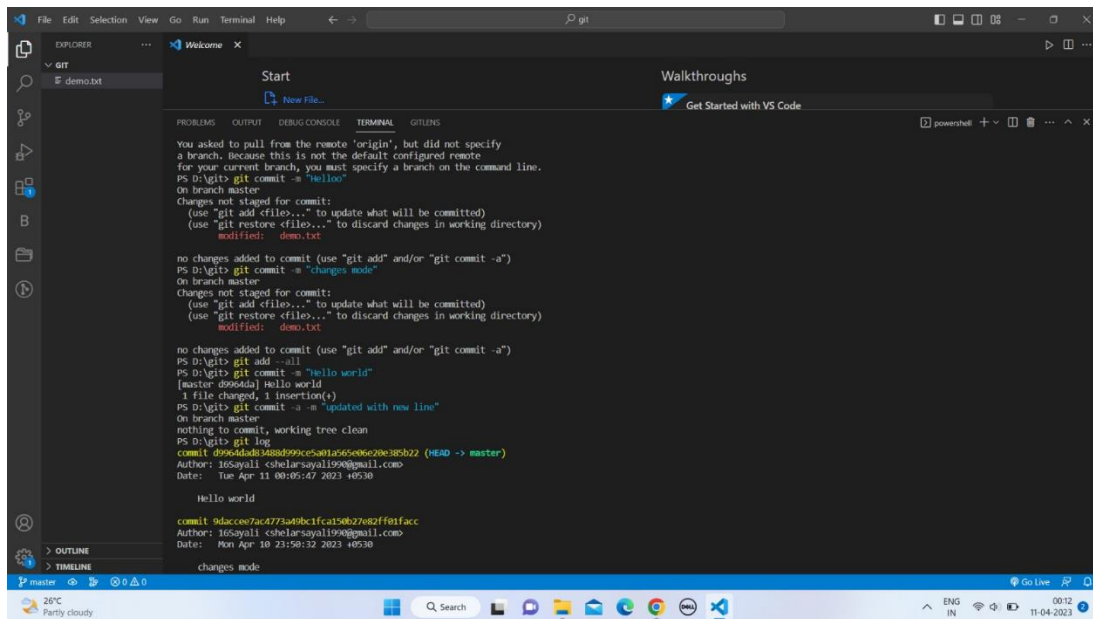 File Edit Selection View Go Run Terminal Help
git
EXPLORER
Welcome
GIT
demo.txt
Start
Walkthroughs
New File...
Get Started with VS Code
PROBLEMS OUTPUT DEBUG CONSOLE TERMINAL GITLENS
powershell
You asked to pull from the remote 'origin', but did not specify
a branch. Because this is not the default configured remote
for your current branch, you must specify a branch on the command line.
PS D:\git> git commit -m "Helloo"
On branch master
Changes not staged for commit:
(use "git add <file>..." to update what will be committed)
(use "git restore <file>..." to discard changes in working directory)
modified: demo.txt
no changes added to commit (use "git add" and/or "git commit -a")
PS D:\git> git commit -m "changes mode"
On branch master
Changes not staged for commit:
(use "git add <file>..." to update what will be committed)
(use "git restore <file>..." to discard changes in working directory)
modified: demo.txt
no changes added to commit (use "git add" and/or "git commit -a")
PS D:\git> git add --all
PS D:\git> git commit -m "Hello world"
[master d9964da] Hello world
1 file changed, 1 insertion(+)
PS D:\git> git commit -a -m "updated with new line"
On branch master
nothing to commit, working tree clean
PS D:\git> git log
commit d9964dad83488d999ce5a01a565e06e20e385b22 (HEAD -> master)
Author: 16Sayali <shelarsayali990@gmail.com>
Date: Tue Apr 11 00:05:47 2023 +0530
Hello world
commit 9daccee7ac4773a49bc1fca150b27e82ff01facc
Author: 16Sayali <shelarsayali990@gmail.com>
Date: Mon Apr 10 23:50:32 2023 +0530
changes mode
OUTLINE
TIMELINE
master 0 0
Go Live
26°C
Partly cloudy
Search
DELL
ENG
IN
00:12
11-04-2023
2